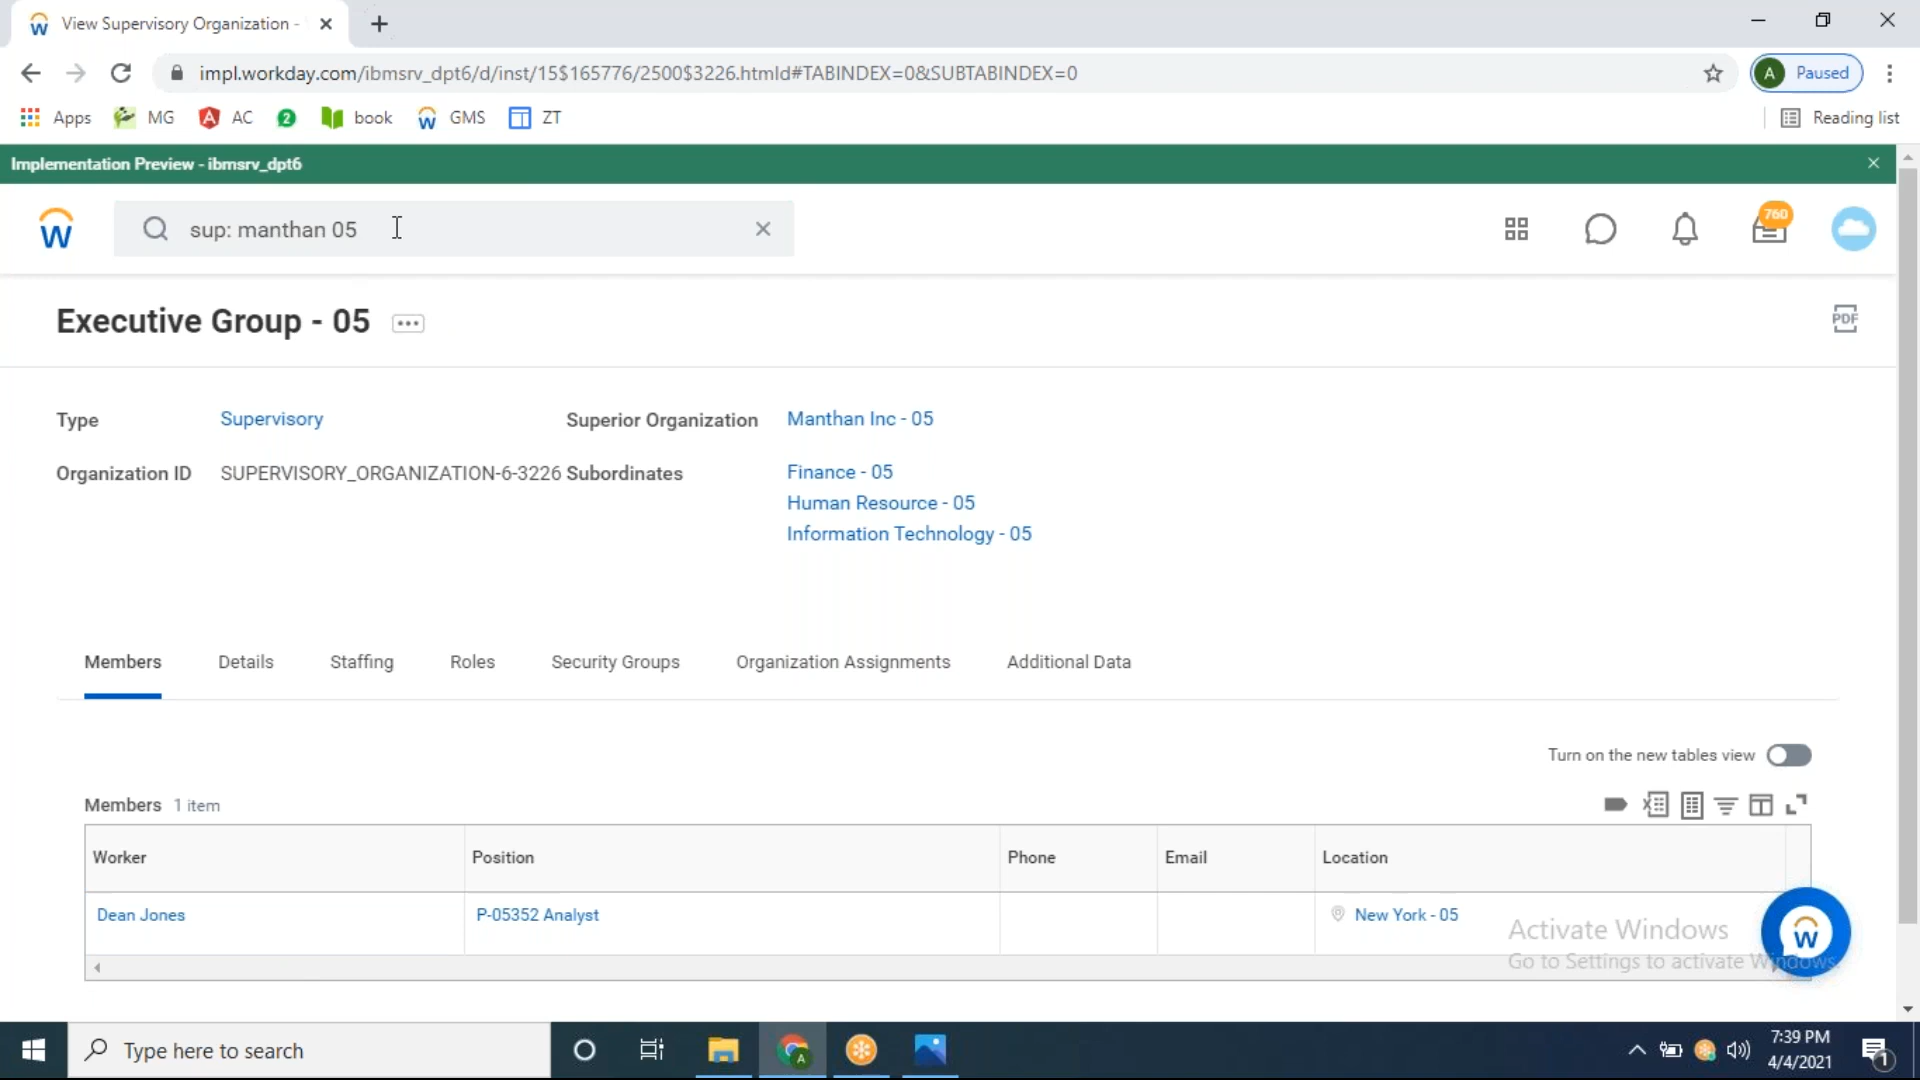 View Supervisory Organization -
impl.workday.com/ibmsrv_dpt6/d/inst/15$165776/2500$3226.htmld#TABINDEX=0&SUBTABINDEX=0
A Paused
Apps MG AC 2 book GMS ZT
Reading list
Implementation Preview - ibmsrv_dpt6
sup: manthan 05
760
Executive Group - 05
PDF
Type Supervisory Superior Organization Manthan Inc - 05
Organization ID SUPERVISORY_ORGANIZATION-6-3226 Subordinates Finance - 05
Human Resource - 05
Information Technology - 05
Members Details Staffing Roles Security Groups Organization Assignments Additional Data
Turn on the new tables view
Members 1 item
Worker Position Phone Email Location
Dean Jones P-05352 Analyst New York - 05
Activate Windows
Go to Settings to activate Windows.
Type here to search
A
7:39 PM
4/4/2021
1